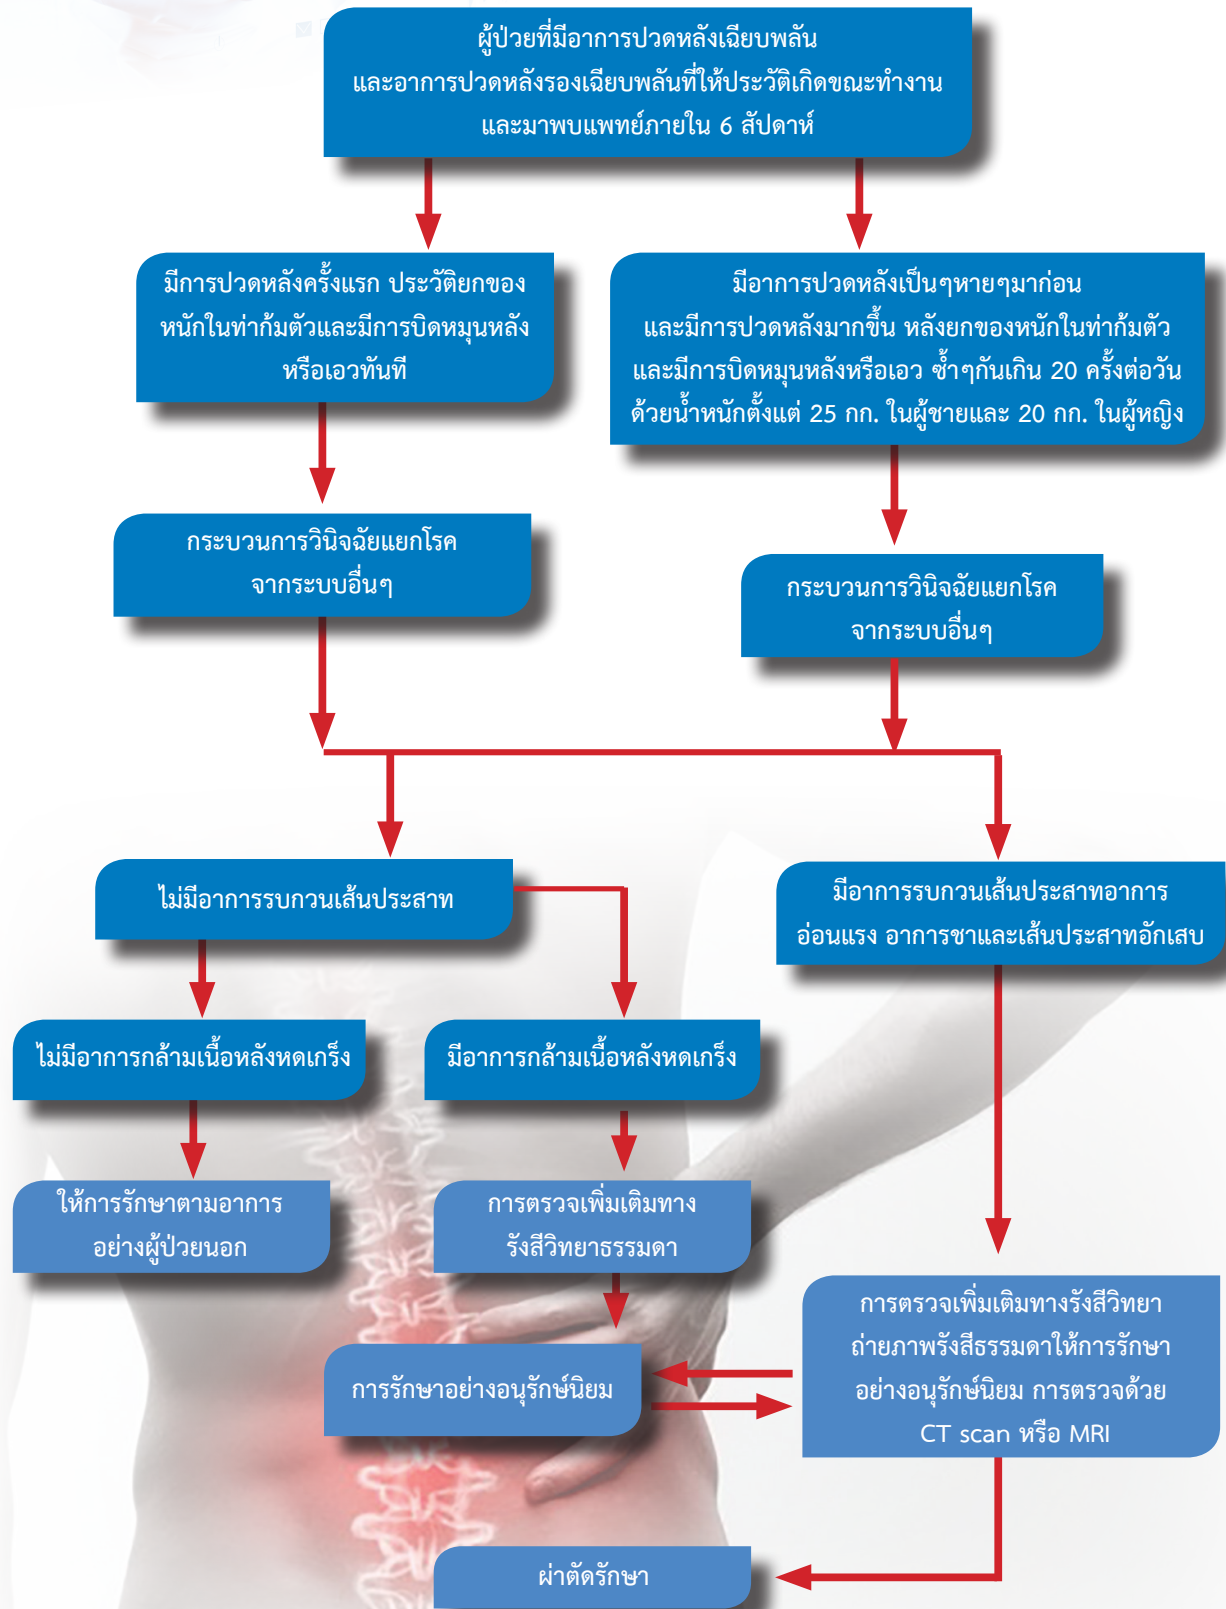 ผู้ป่วยที่มีอาการปวดหลังเฉียบพลัน
และอาการปวดหลังรองเฉียบพลันที่ให้ประวัติเกิดขณะทำงาน
และมาพบแพทย์ภายใน 6 สัปดาห์
มีการปวดหลังครั้งแรก ประวัติยกของ
หนักในท่าก้มตัวและมีการบิดหมุนหลัง
หรือเอวทันที
มีอาการปวดหลังเป็นๆหายๆมาก่อน
และมีการปวดหลังมากขึ้น หลังยกของหนักในท่าก้มตัว
และมีการบิดหมุนหลังหรือเอว ซ้ำๆกันเกิน 20 ครั้งต่อวัน
ด้วยน้ำหนักตั้งแต่ 25 กก. ในผู้ชายและ 20 กก. ในผู้หญิง
กระบวนการวินิจฉัยแยกโรค
จากระบบอื่นๆ
กระบวนการวินิจฉัยแยกโรค
จากระบบอื่นๆ
ไม่มีอาการรบกวนเส้นประสาท
มีอาการรบกวนเส้นประสาทอาการ
อ่อนแรง อาการชาและเส้นประสาทอักเสบ
ไม่มีอาการกล้ามเนื้อหลังหดเกร็ง
มีอาการกล้ามเนื้อหลังหดเกร็ง
ให้การรักษาตามอาการ
อย่างผู้ป่วยนอก
การตรวจเพิ่มเติมทาง
รังสีวิทยาธรรมดา
การตรวจเพิ่มเติมทางรังสีวิทยา
ถ่ายภาพรังสีธรรมดาให้การรักษา
อย่างอนุรักษ์นิยม การตรวจด้วย
CT scan หรือ MRI
การรักษาอย่างอนุรักษ์นิยม
ผ่าตัดรักษา